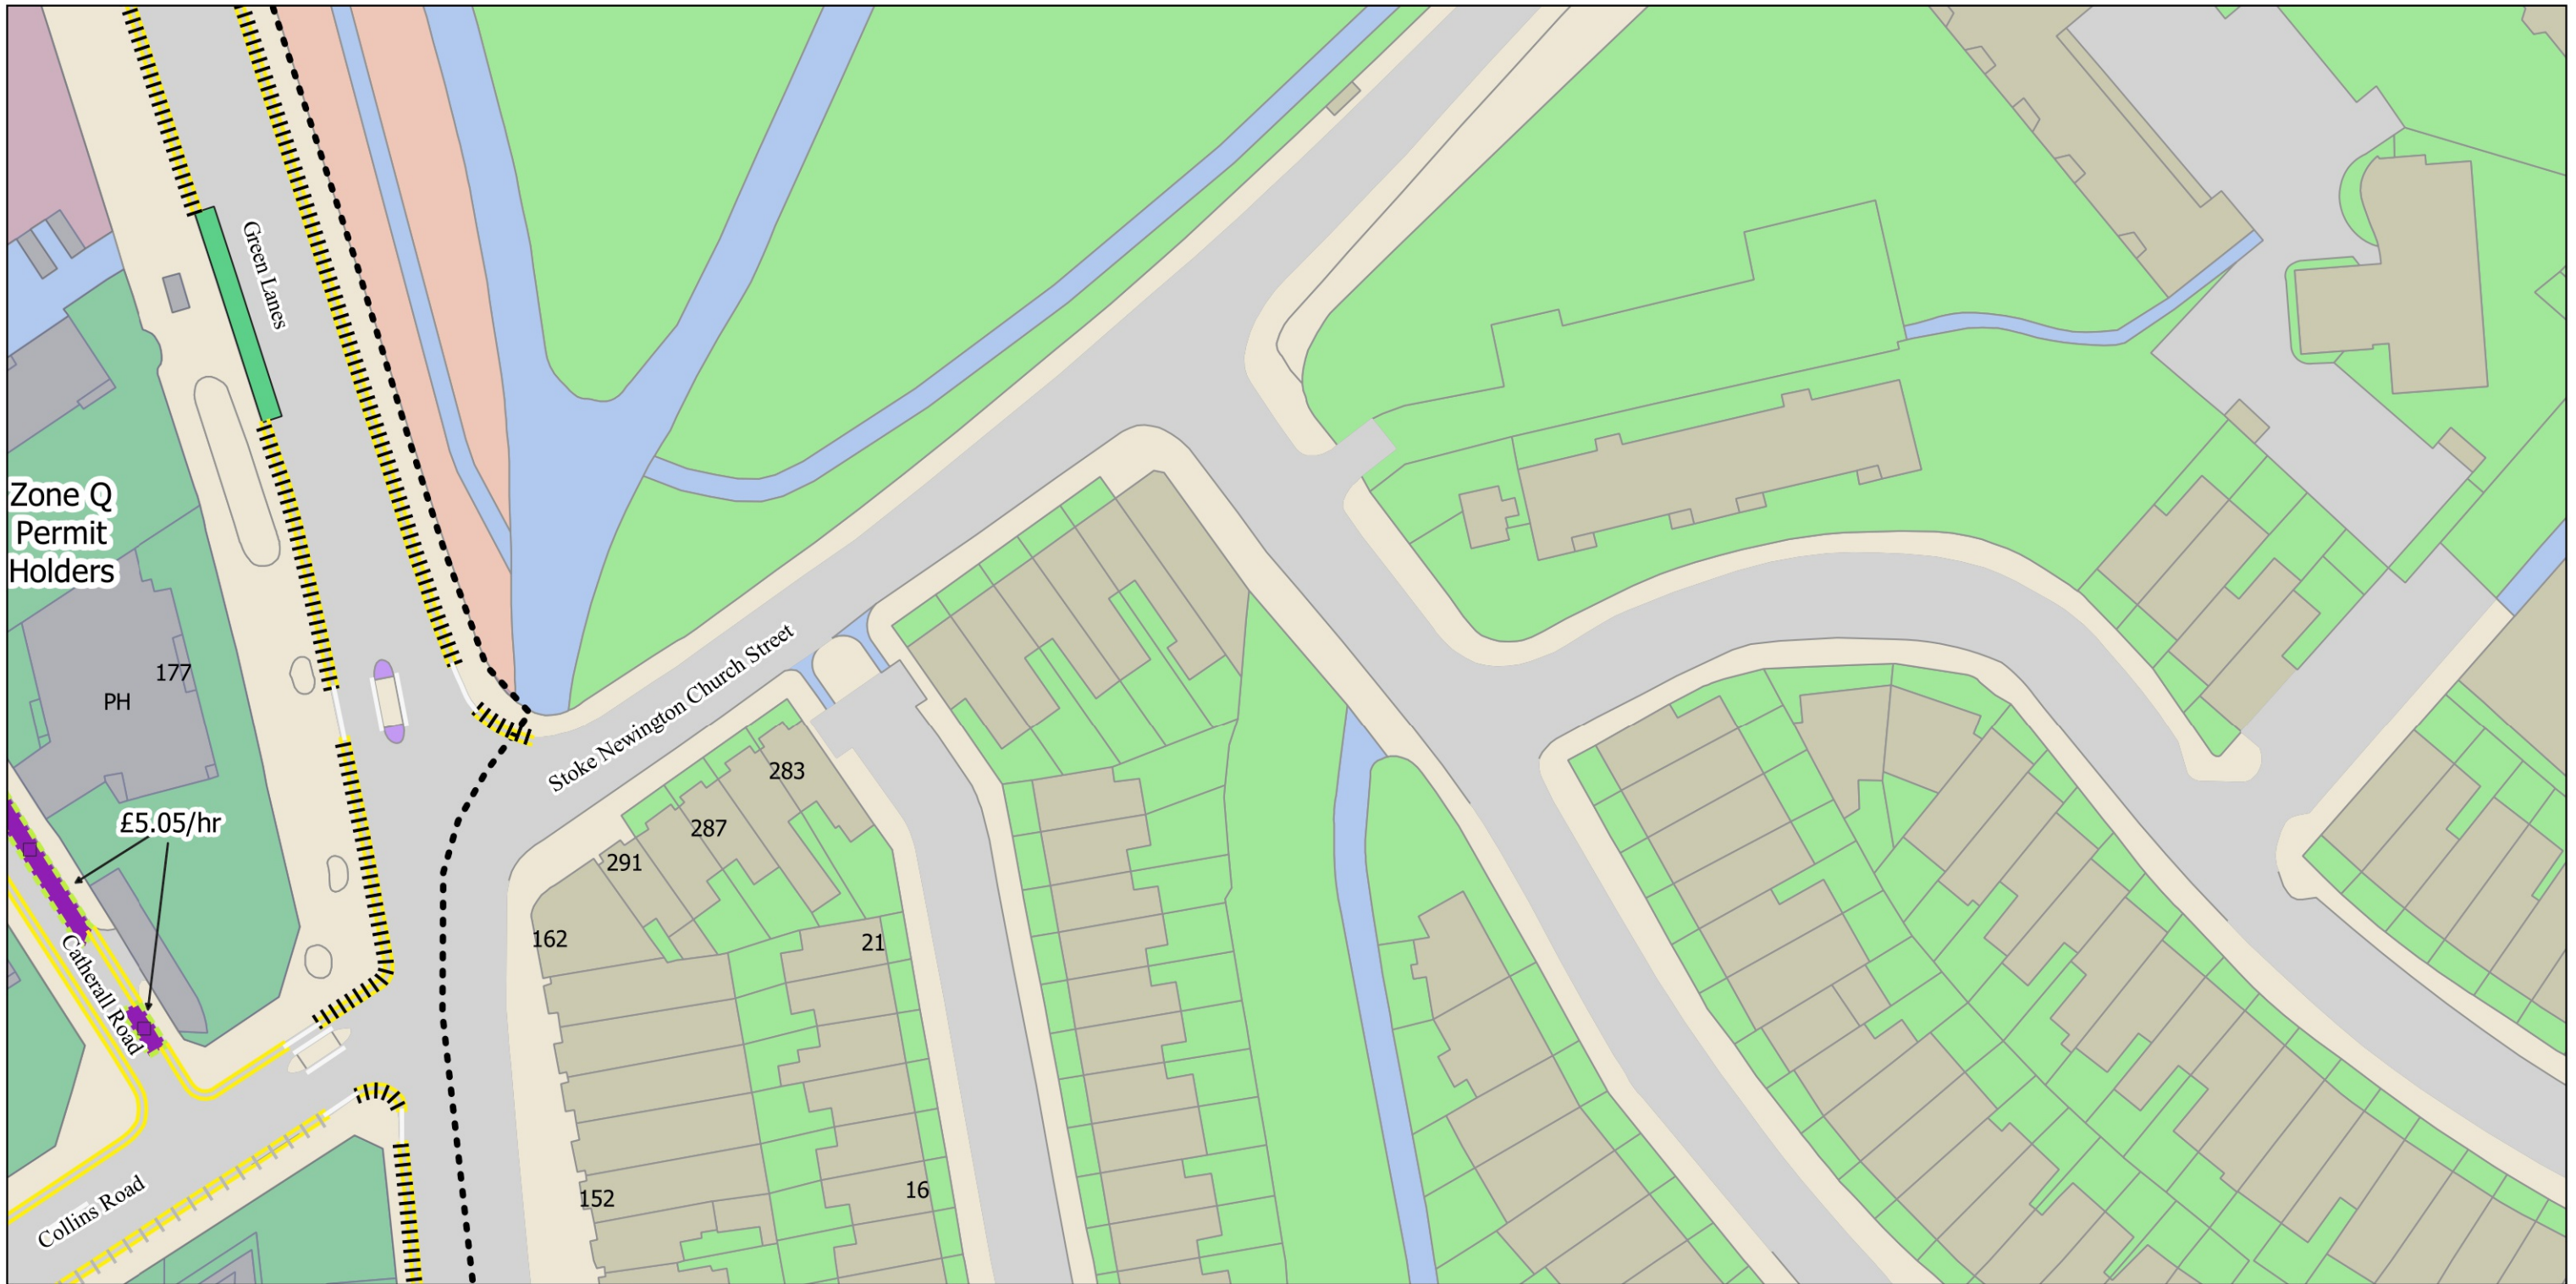 Green Lanes
Zone Q
Permit
Holders
177
PH
Stoke Newington Church Street
283
£5.05/hr
287
291
162
21
Catherall Road
152
16
Collins Road